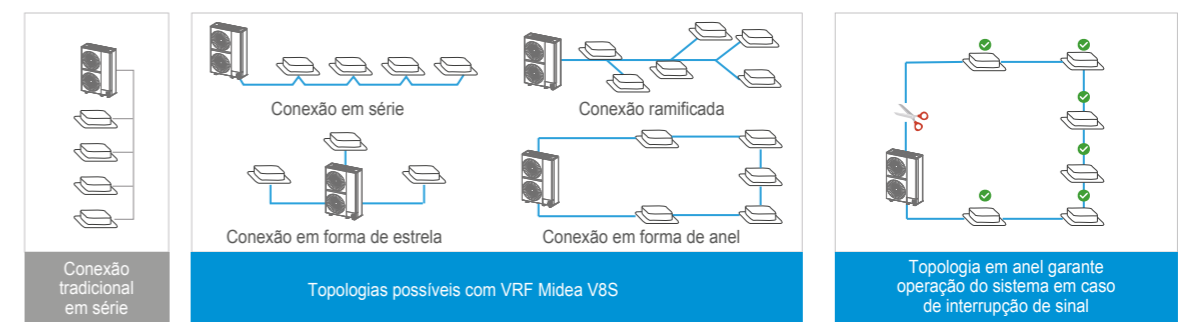 Conexão
tradicional
em série
Conexão em série
Conexão ramificada
Conexão em forma de estrela
Conexão em forma de anel
Topologias possíveis com VRF Midea V8S
Topologia em anel garante
operação do sistema em caso
de interrupção de sinal